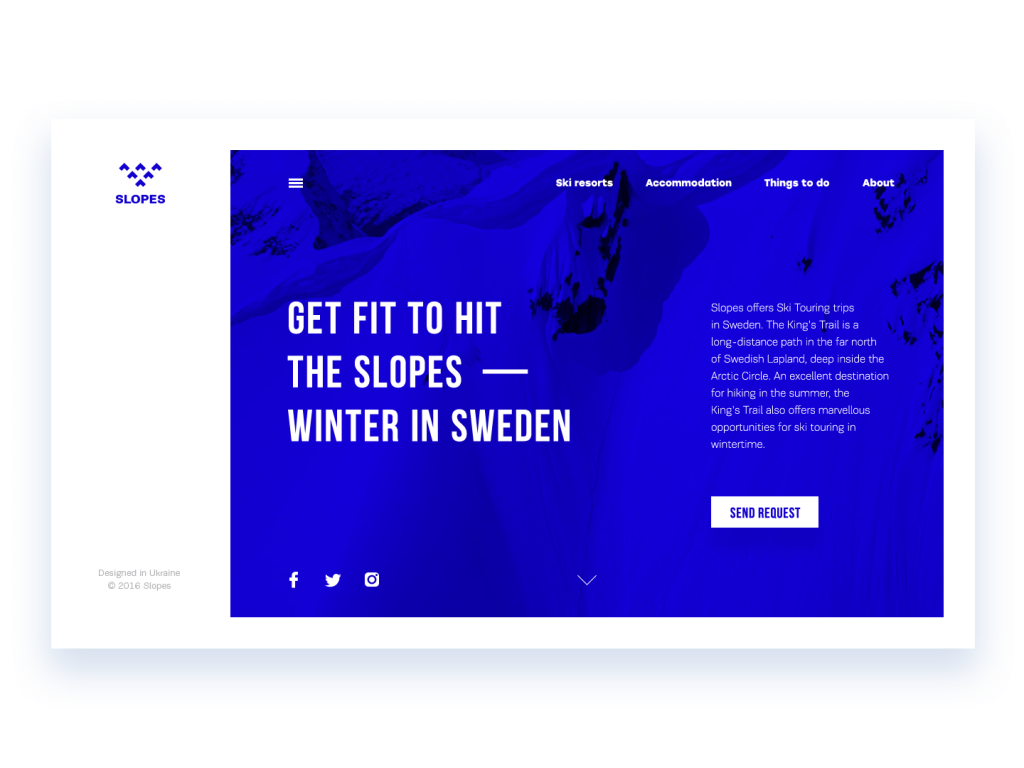 SLOPES
Ski resorts
Accommodation
Things to do
About
GET FIT TO HIT
THE SLOPES —
WINTER IN SWEDEN
Slopes offers Ski Touring trips
in Sweden. The King's Trail is a
long-distance path in the far north
of Swedish Lapland, deep inside the
Arctic Circle. An excellent destination
for hiking in the summer, the
King's Trail also offers marvellous
opportunities for ski touring in
wintertime.
SEND REQUEST
Designed in Ukraine
© 2016 Slopes